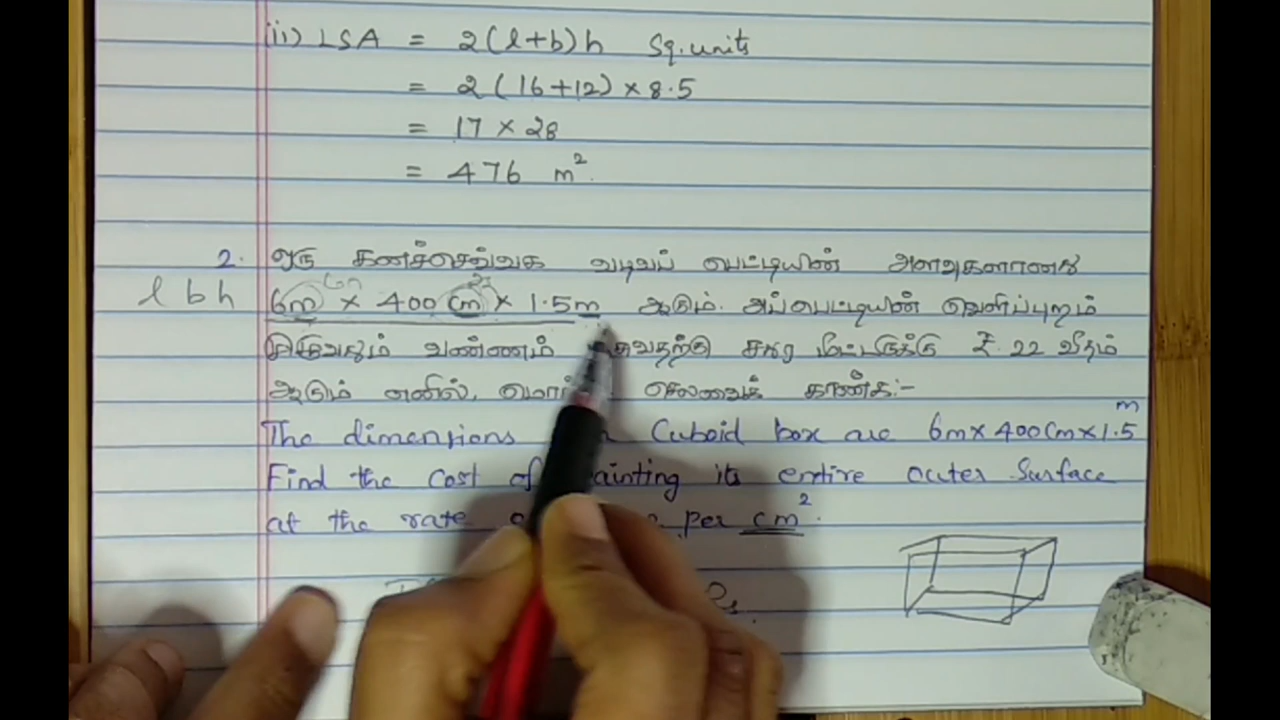 (ii) LSA = 2(l+b)h Sq.units
= 2(16+12)×8.5
= 17×28
= 476 m².
2. ஒரு கனச்செவ்வக வடிவப் பெட்டியின் அளவுகளானது
l b h 6m × 400 cm × 1.5m ஆகும். அப்பெட்டியின் வெளிப்புறம்
முழுவதும் வண்ணம் சதுர மீட்டருக்கு ₹.22 வீதம்
ஆகும் எனில், செலவைக் காண்க:-
The dimensions Cuboid box are 6m×400Cm×1.5 m
Find the Cost of its entire outer Surface
at the rate per cm².